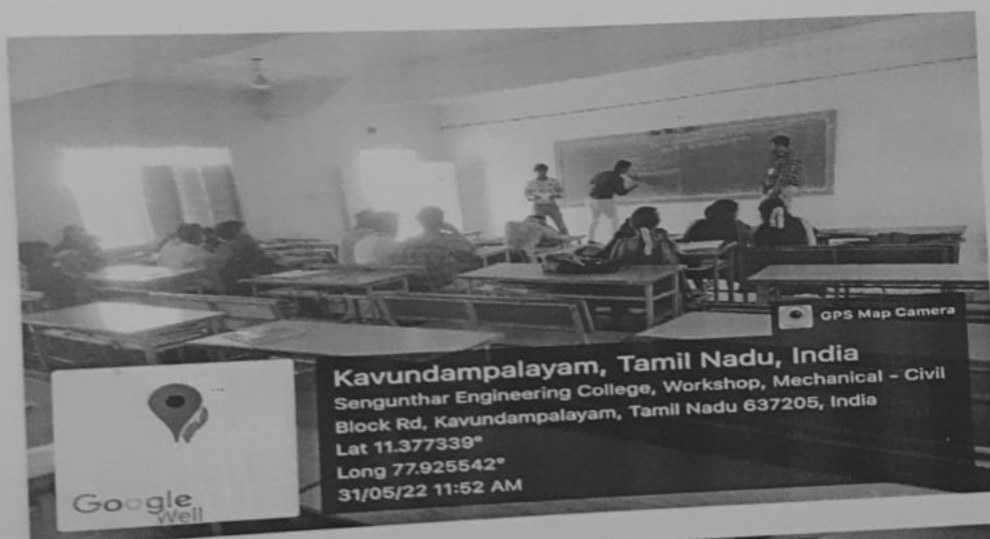 GPS Map Camera
Kavundampalayam, Tamil Nadu, India
Sengunthar Engineering College, Workshop, Mechanical - Civil
Block Rd, Kavundampalayam, Tamil Nadu 637205, India
Lat 11.377339°
Long 77.925542°
31/05/22 11:52 AM
Google
Well